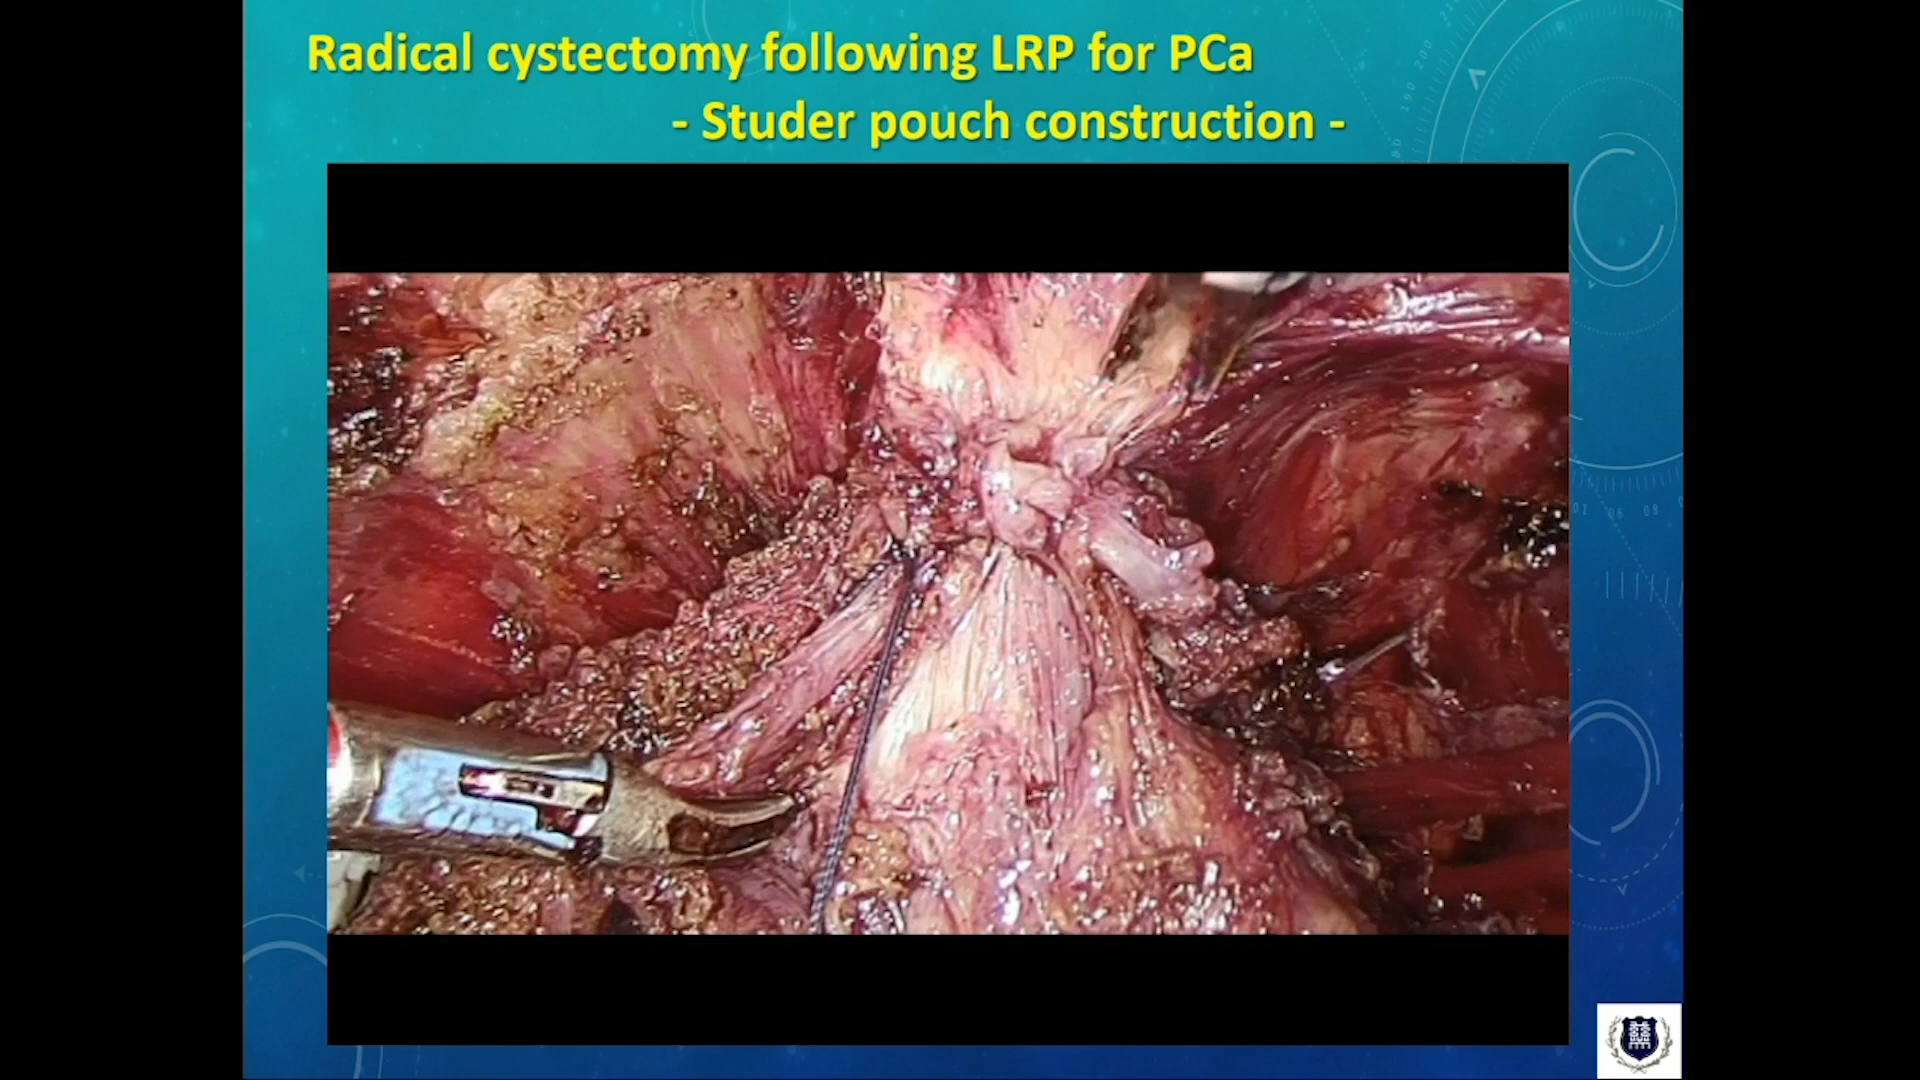 Radical cystectomy following LRP for PCa
- Studer pouch construction -